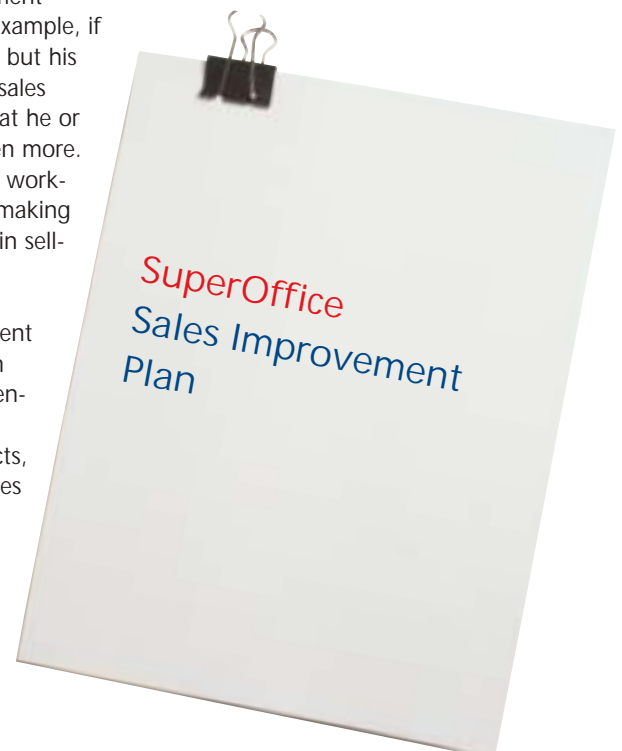 xample, if
but his
sales
at he or
en more.
work-
making
in sell-
ent
en-
cts,
es
SuperOffice
Sales Improvement
Plan